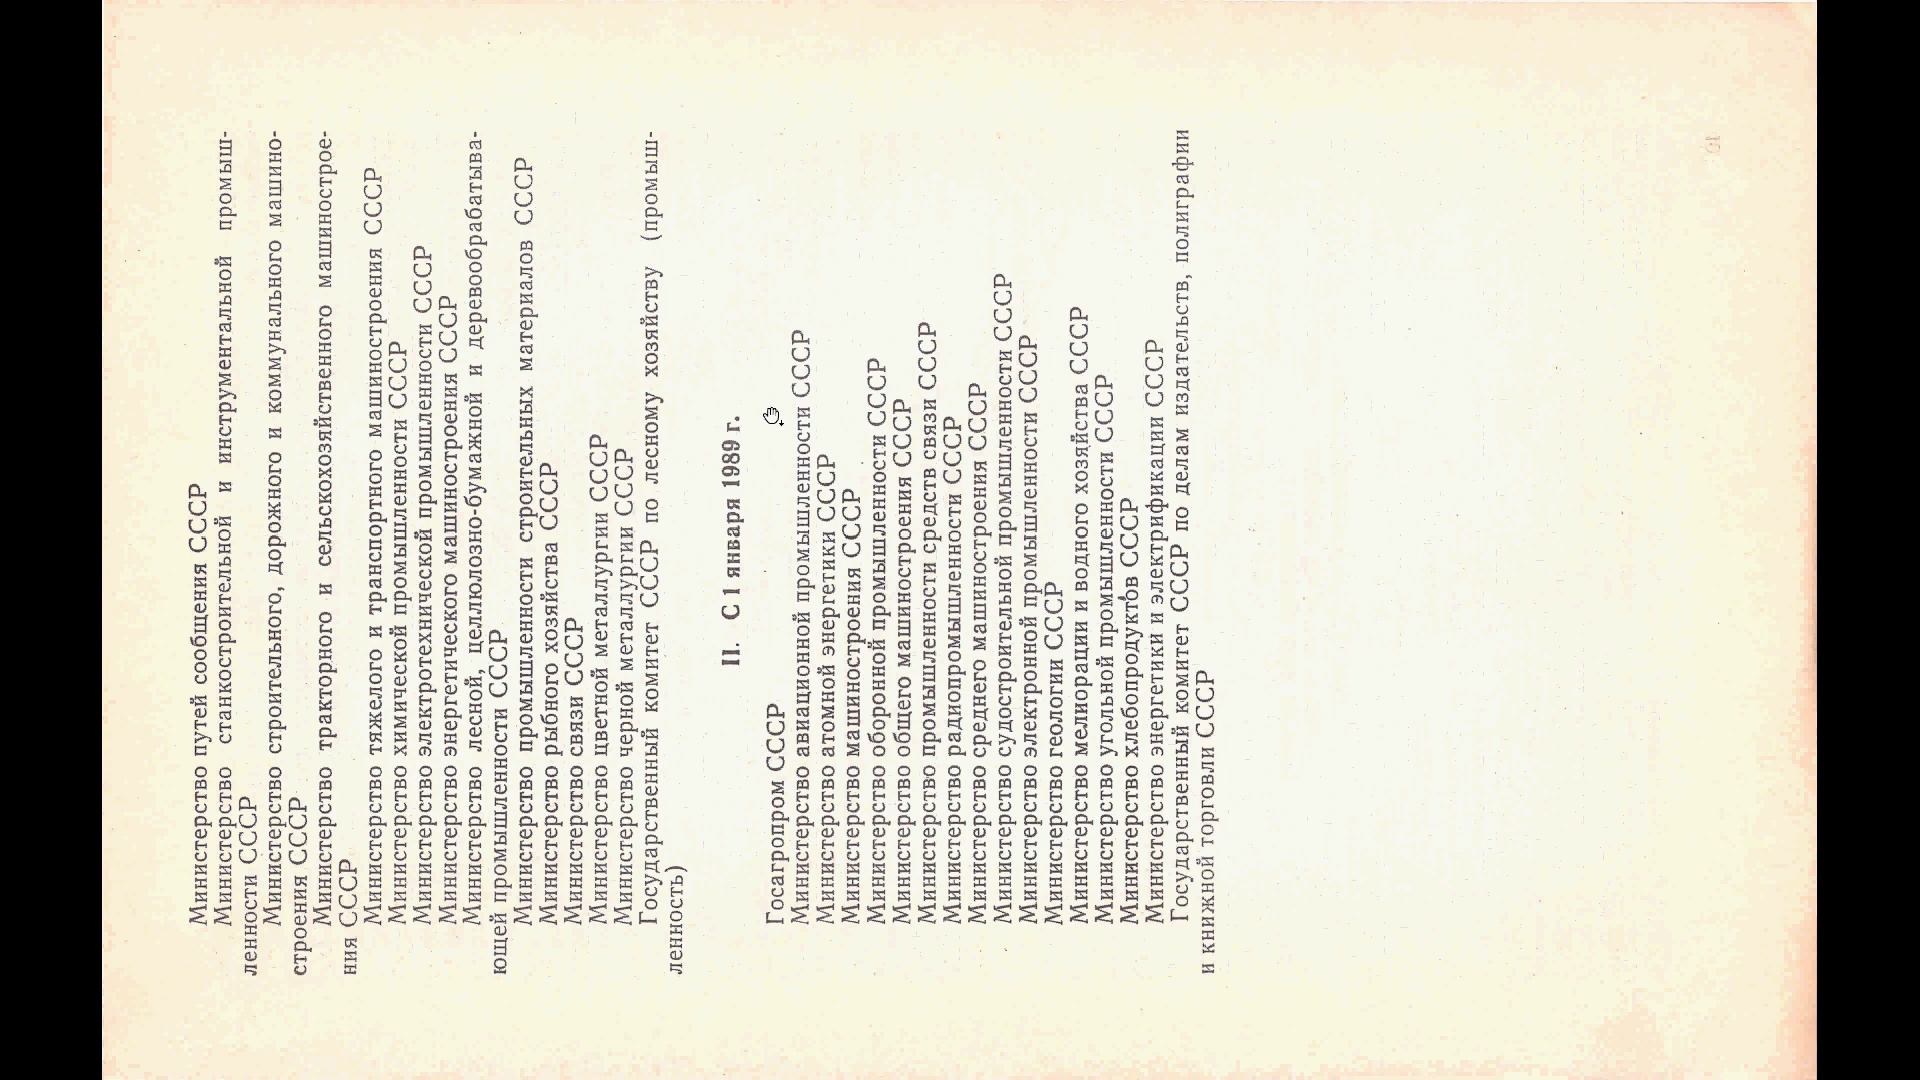 Министерство путей сообщения СССР
Министерство станкостроительной и инструментальной промыш-
ленности СССР
Министерство строительного, дорожного и коммунального машино-
строения СССР
Министерство тракторного и сельскохозяйственного машинострое-
ния СССР
Министерство тяжелого и транспортного машиностроения СССР
Министерство химической промышленности СССР
Министерство электротехнической промышленности СССР
Министерство энергетического машиностроения СССР
Министерство лесной, целлюлозно-бумажной и деревообрабатыва-
ющей промышленности СССР
Министерство промышленности строительных материалов СССР
Министерство рыбного хозяйства СССР
Министерство связи СССР
Министерство цветной металлургии СССР
Министерство черной металлургии СССР
Государственный комитет СССР по лесному хозяйству (промыш-
ленность)
II. С 1 января 1989 г.
Госагропром СССР
Министерство авиационной промышленности СССР
Министерство атомной энергетики СССР
Министерство машиностроения СССР
Министерство оборонной промышленности СССР
Министерство общего машиностроения СССР
Министерство промышленности средств связи СССР
Министерство радиопромышленности СССР
Министерство среднего машиностроения СССР
Министерство судостроительной промышленности СССР
Министерство электронной промышленности СССР
Министерство геологии СССР
Министерство мелиорации и водного хозяйства СССР
Министерство угольной промышленности СССР
Министерство хлебопродуктов СССР
Министерство энергетики и электрификации СССР
Государственный комитет СССР по делам издательств, полиграфии
и книжной торговли СССР